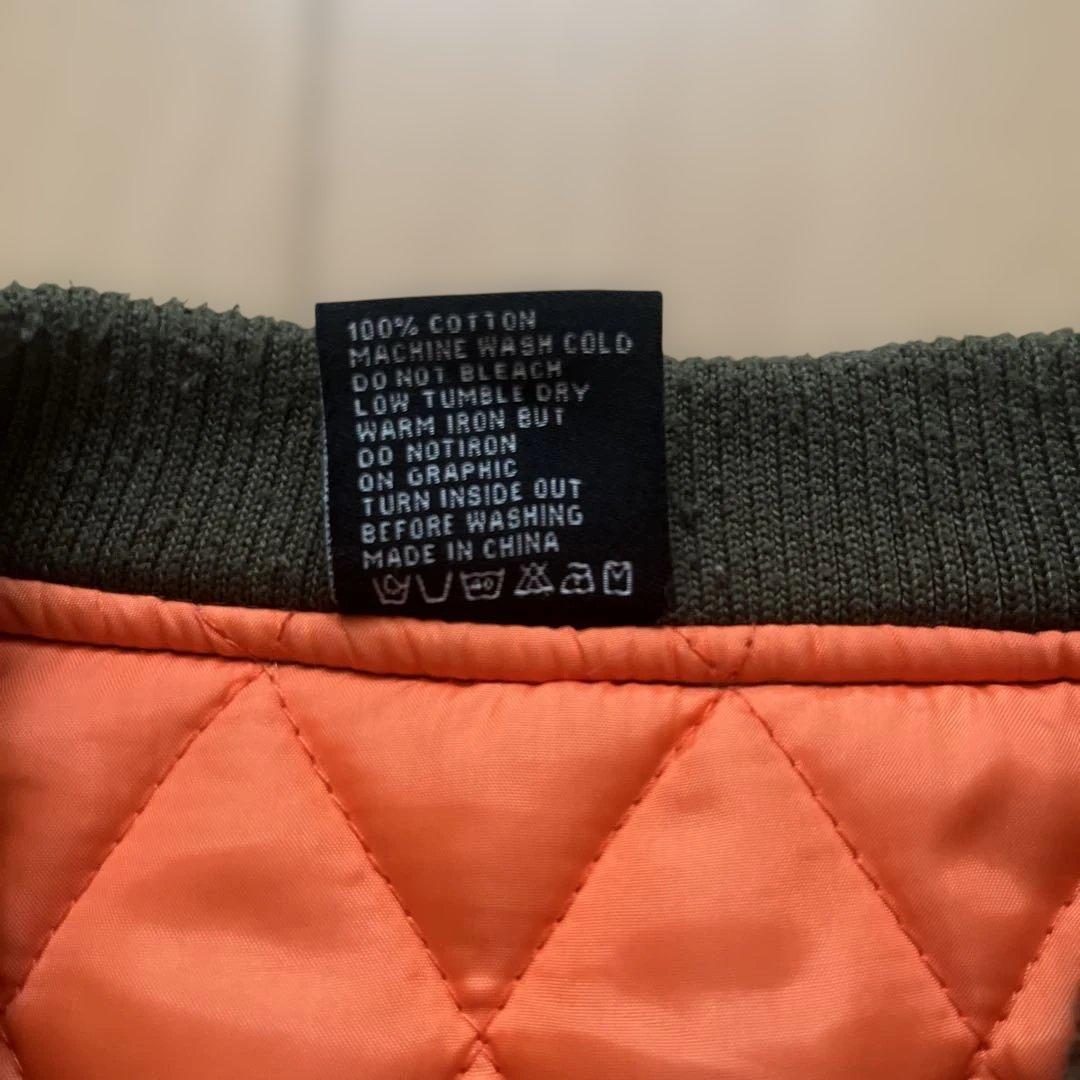 100% COTTON
MACHINE WASH COLD
DO NOT BLEACH
LOW TUMBLE DRY
WARM IRON BUT
DO NOTIRON
ON GRAPHIC
TURN INSIDE OUT
BEFORE WASHING
MADE IN CHINA